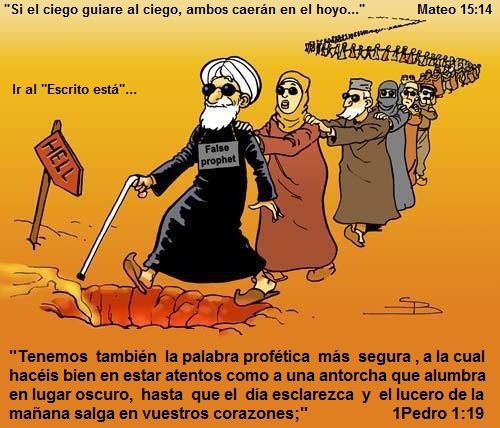 "Si el ciego guiare al ciego, ambos caerán en el hoyo..." Mateo 15:14
Ir al "Escrito está"...
HELL
False
prophet
SB
"Tenemos también la palabra profética más segura , a la cual
hacéis bien en estar atentos como a una antorcha que alumbra
en lugar oscuro, hasta que el día esclarezca y el lucero de la
mañana salga en vuestros corazones;" 1Pedro 1:19